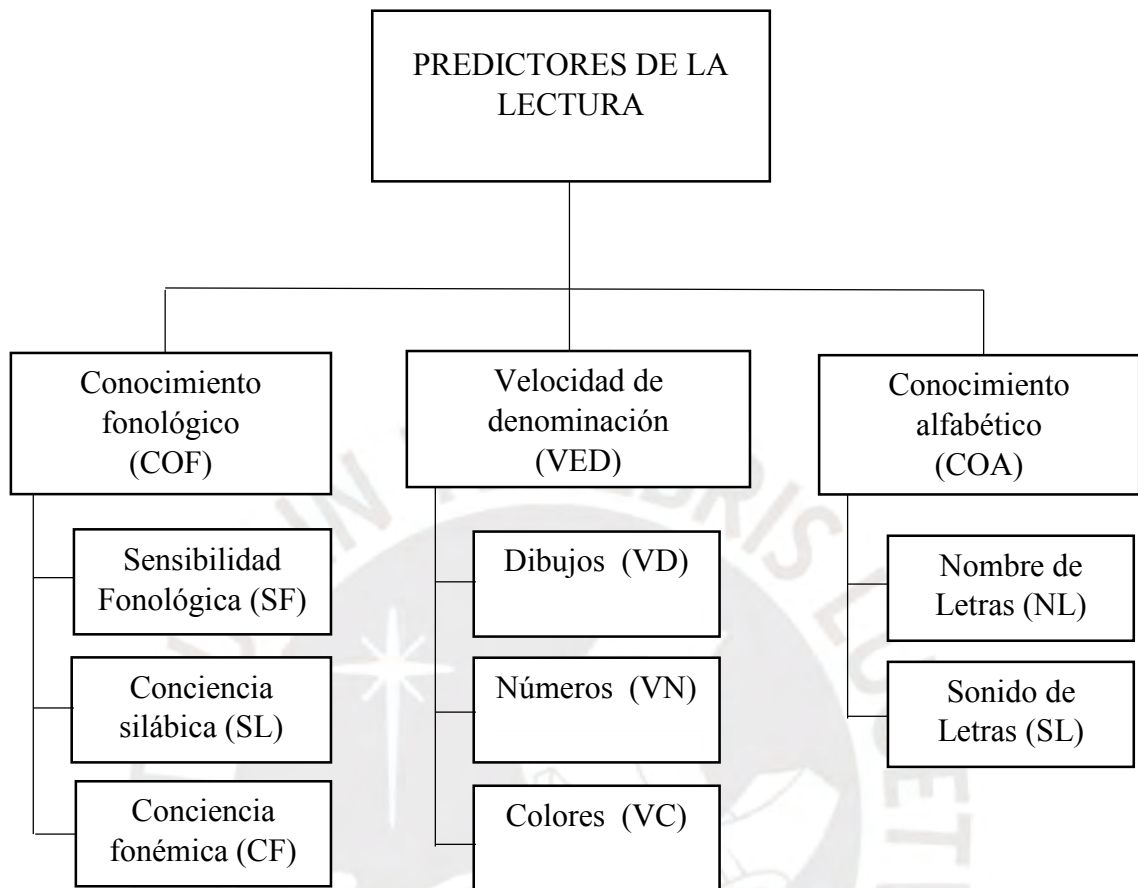 PREDICTORES DE LA
LECTURA
Conocimiento
fonológico
(COF)
Sensibilidad
Fonológica (SF)
Conciencia
silábica (SL)
Conciencia
fonémica (CF)
Velocidad de
denominación
(VED)
Dibujos (VD)
Números (VN)
Colores (VC)
Conocimiento
alfabético
(COA)
Nombre de
Letras (NL)
Sonido de
Letras (SL)